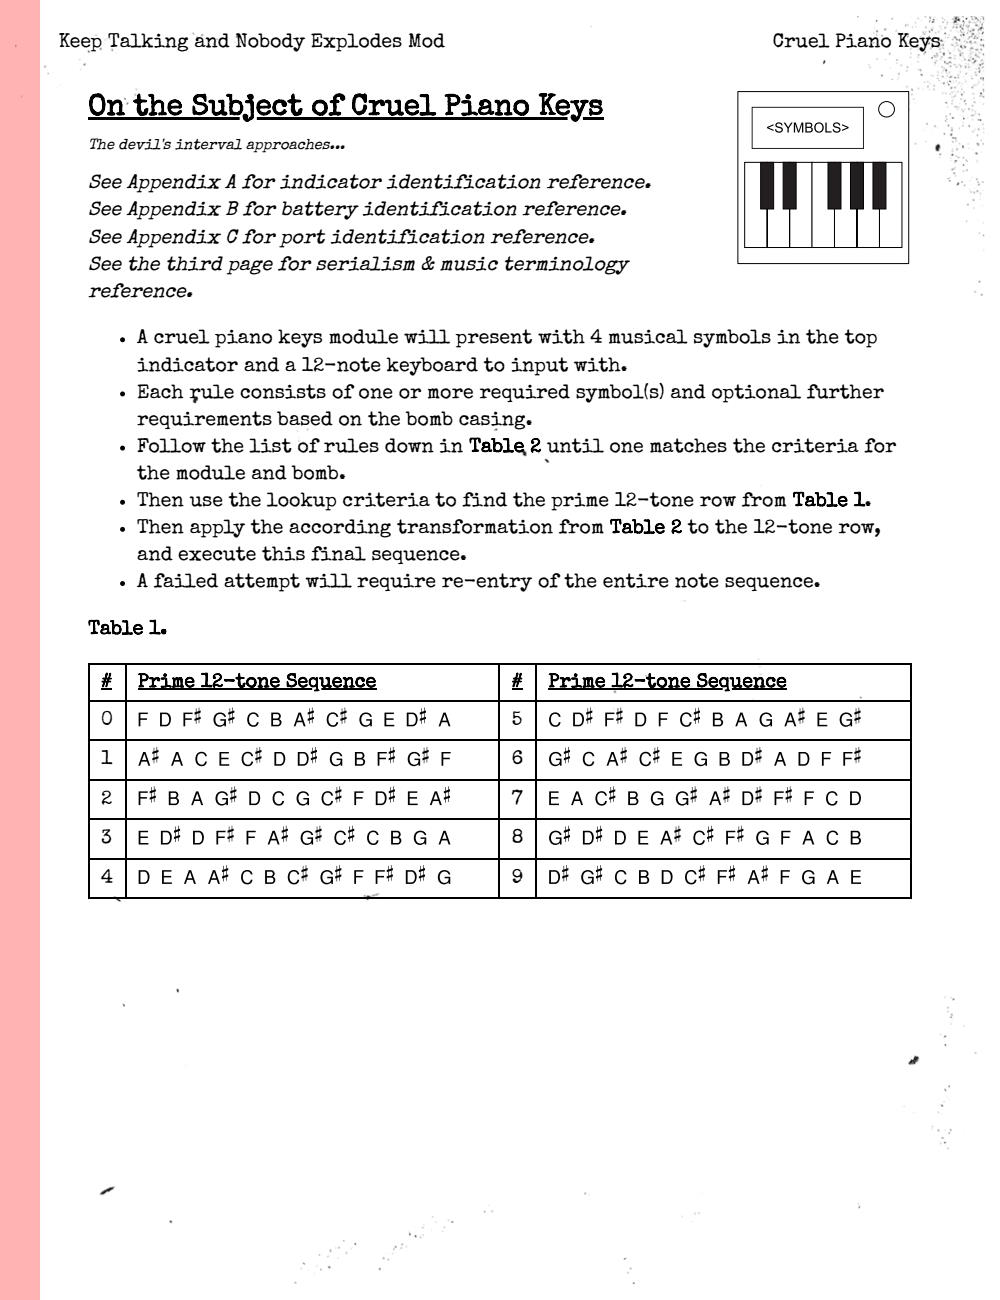 Keep Talking and Nobody Explodes Mod
Cruel Piano Keys
On the Subject of Cruel Piano Keys
<SYMBOLS>
The devil's interval approaches...
See Appendix A for indicator identification reference.
See Appendix B for battery identification reference.
See Appendix C for port identification reference.
See the third page for serialism & music terminology
reference.
• A cruel piano keys module will present with 4 musical symbols in the top
indicator and a 12-note keyboard to input with.
• Each rule consists of one or more required symbol(s) and optional further
requirements based on the bomb casing.
• Follow the list of rules down in Table 2 until one matches the criteria for
the module and bomb.
• Then use the lookup criteria to find the prime 12-tone row from Table 1.
• Then apply the according transformation from Table 2 to the 12-tone row,
and execute this final sequence.
• A failed attempt will require re-entry of the entire note sequence.
Table 1.
# Prime 12-tone Sequence # Prime 12-tone Sequence
0 F D F♯ G♯ C B A♯ C♯ G E D♯ A 5 C D♯ F♯ D F C♯ B A G A♯ E G♯
1 A♯ A C E C♯ D D♯ G B F♯ G♯ F 6 G♯ C A♯ C♯ E G B D♯ A D F F♯
2 F♯ B A G♯ D C G C♯ F D♯ E A♯ 7 E A C♯ B G G♯ A♯ D♯ F♯ F C D
3 E D♯ D F♯ F A♯ G♯ C♯ C B G A 8 G♯ D♯ D E A♯ C♯ F♯ G F A C B
4 D E A A♯ C B C♯ G♯ F F♯ D♯ G 9 D♯ G♯ C B D C♯ F♯ A♯ F G A E